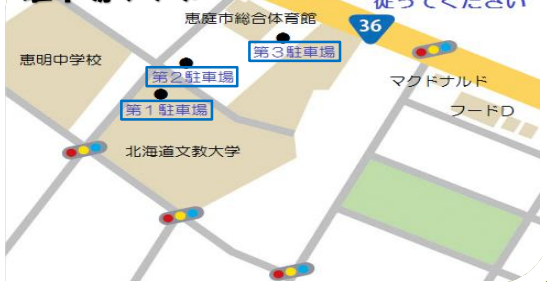 従ってください
恵庭市総合体育館
36
恵明中学校
第3駐車場
第2駐車場
マクドナルド
第1駐車場
フードD
北海道文教大学